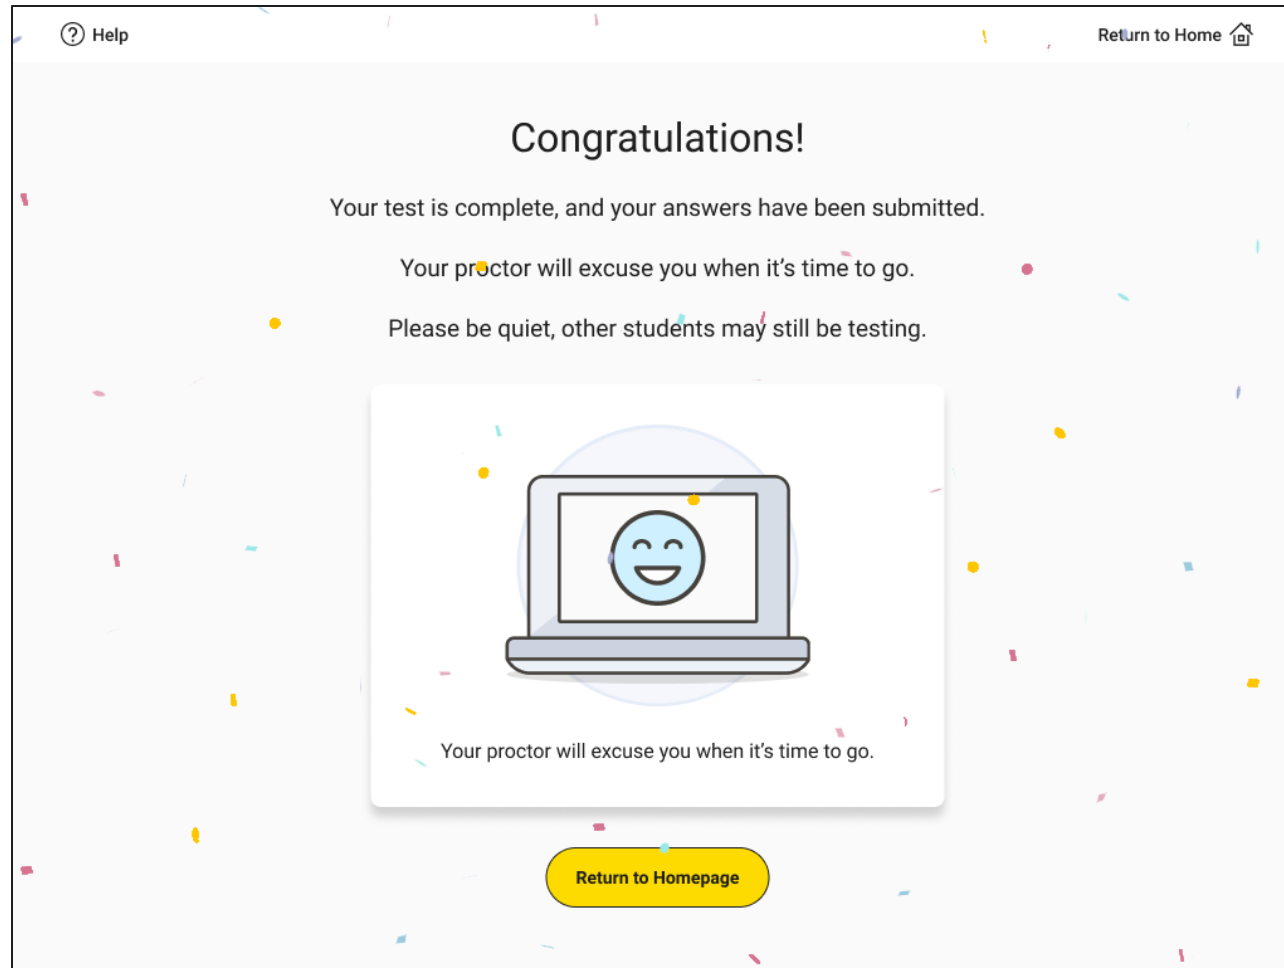 Help
Return to Home
Congratulations!
Your test is complete, and your answers have been submitted.
Your proctor will excuse you when it’s time to go.
Please be quiet, other students may still be testing.
Your proctor will excuse you when it’s time to go.
Return to Homepage